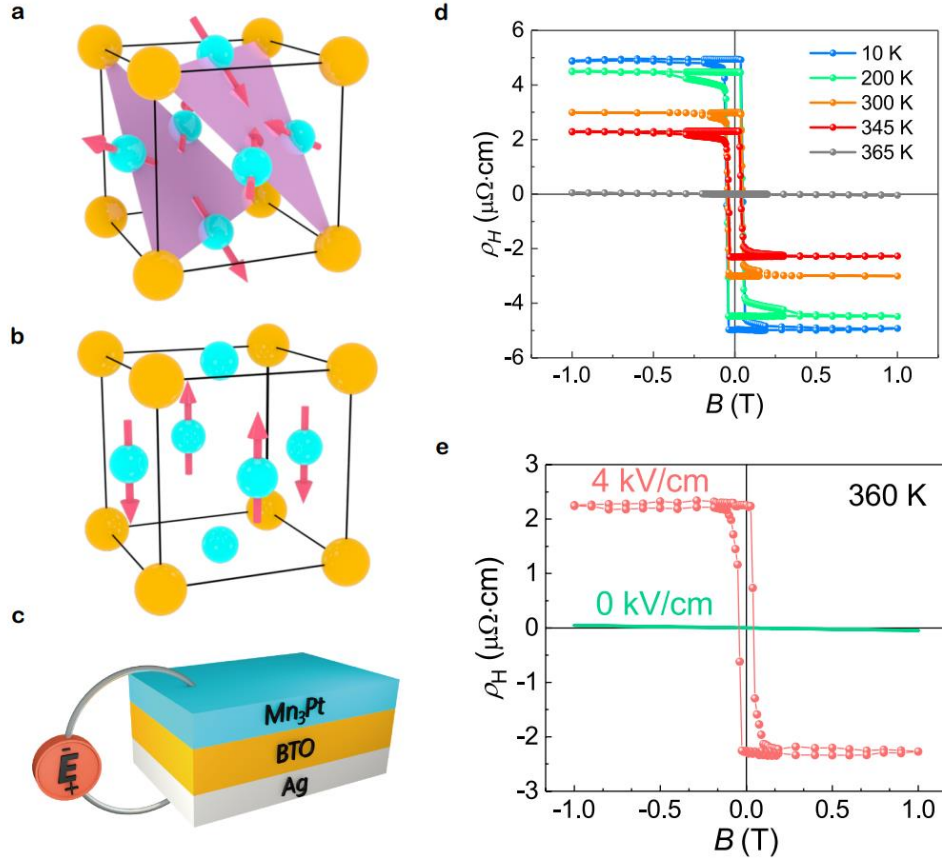 a
b
c
Mn₃Pt
BTO
Ag
E
-
+
d
ρH (μΩ·cm)
6
4
2
0
-2
-4
-6
-1.0 -0.5 0.0 0.5 1.0
B (T)
10 K
200 K
300 K
345 K
365 K
e
4 kV/cm
360 K
0 kV/cm
ρH (μΩ·cm)
3
2
1
0
-1
-2
-3
-1.0 -0.5 0.0 0.5 1.0
B (T)